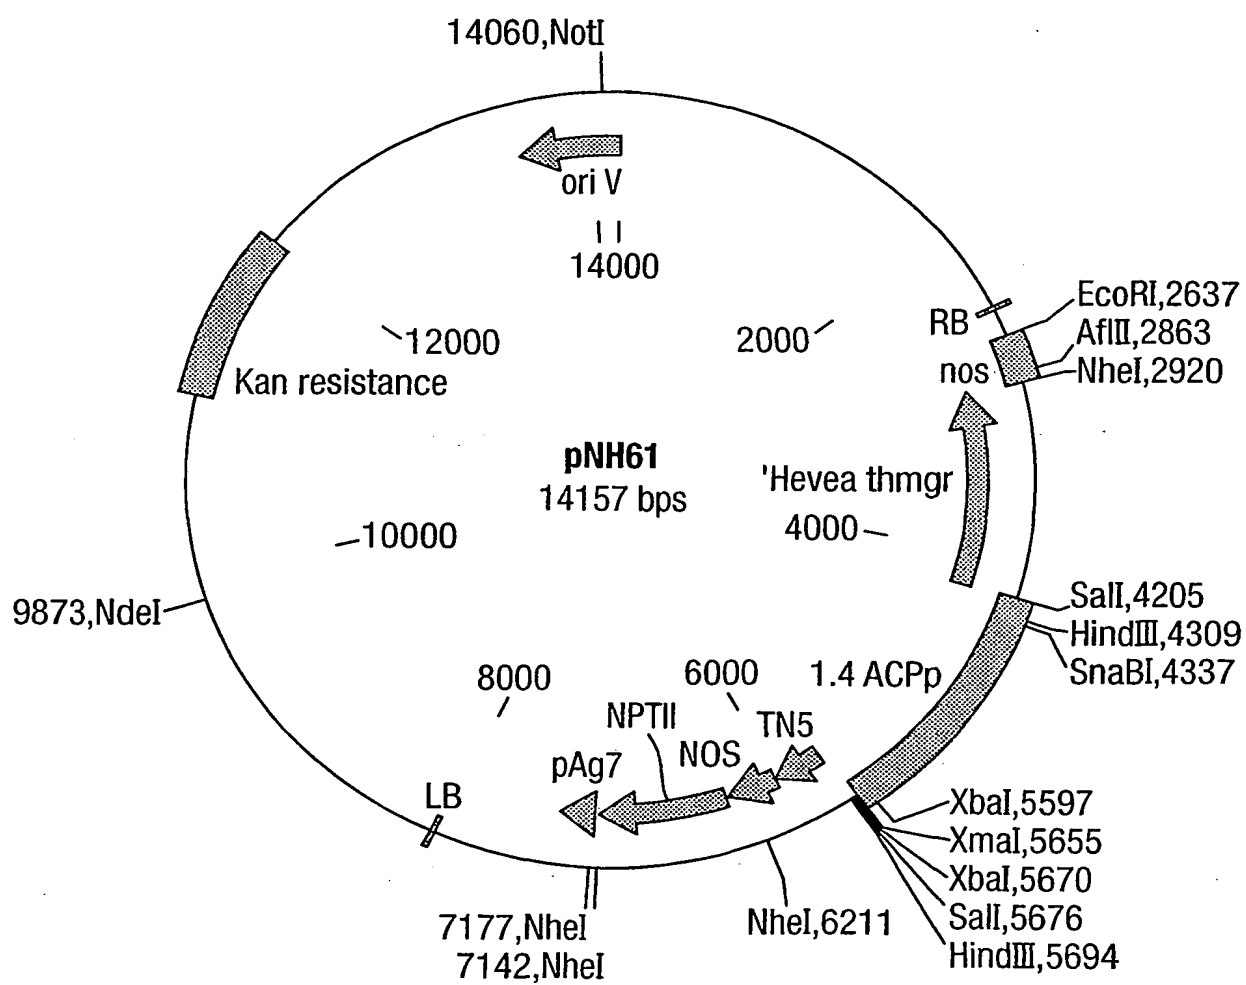 14060,NotI
ori V
14000
EcoRI,2637
RB
AflII,2863
2000
12000
nos
NheI,2920
Kan resistance
pNH61
'Hevea thmgr
14157 bps
4000
10000
SalI,4205
9873,NdeI
HindIII,4309
SnaBI,4337
6000
1.4 ACPp
8000
NPTII
TN5
NOS
pAg7
LB
XbaI,5597
XmaI,5655
XbaI,5670
SalI,5676
HindIII,5694
7177,NheI
NheI,6211
7142,NheI